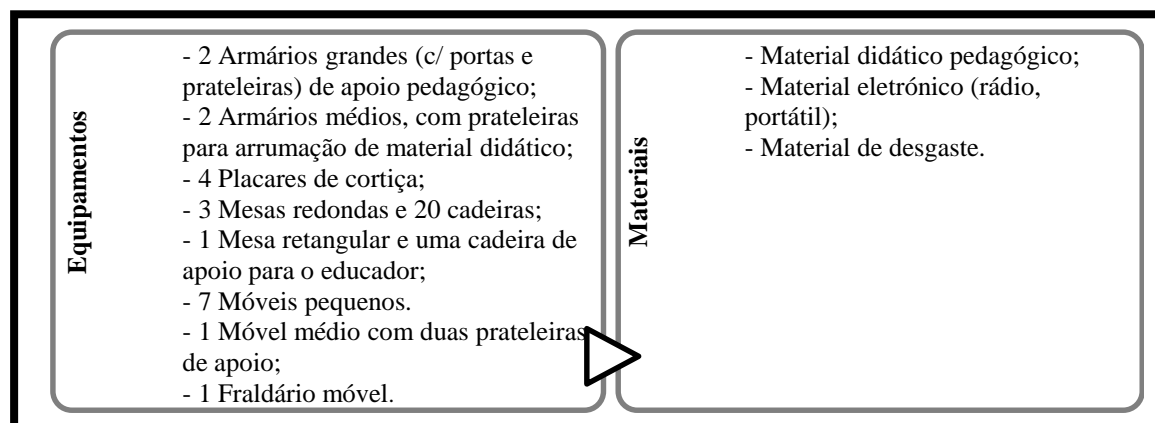 Equipamentos
- 2 Armários grandes (c/ portas e
prateleiras) de apoio pedagógico;
- 2 Armários médios, com prateleiras
para arrumação de material didático;
- 4 Placares de cortiça;
- 3 Mesas redondas e 20 cadeiras;
- 1 Mesa retangular e uma cadeira de
apoio para o educador;
- 7 Móveis pequenos.
- 1 Móvel médio com duas prateleiras
de apoio;
- 1 Fraldário móvel.
Materiais
- Material didático pedagógico;
- Material eletrónico (rádio,
portátil);
- Material de desgaste.